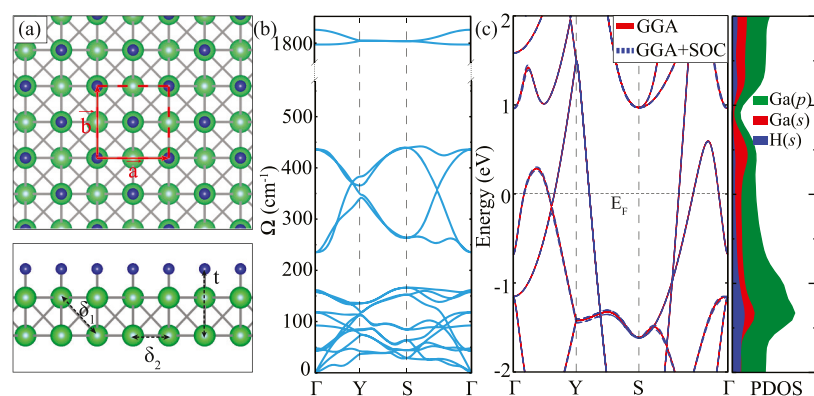 (a)
b
a
t
δ1
δ2
(b)
1800
500
400
300
200
100
0
Ω (cm⁻¹)
Γ
Y
S
Γ
(c)
GGA
GGA+SOC
2
1
0
-1
-2
Energy (eV)
E_F
Γ
Y
S
Γ
Ga(p)
Ga(s)
H(s)
PDOS